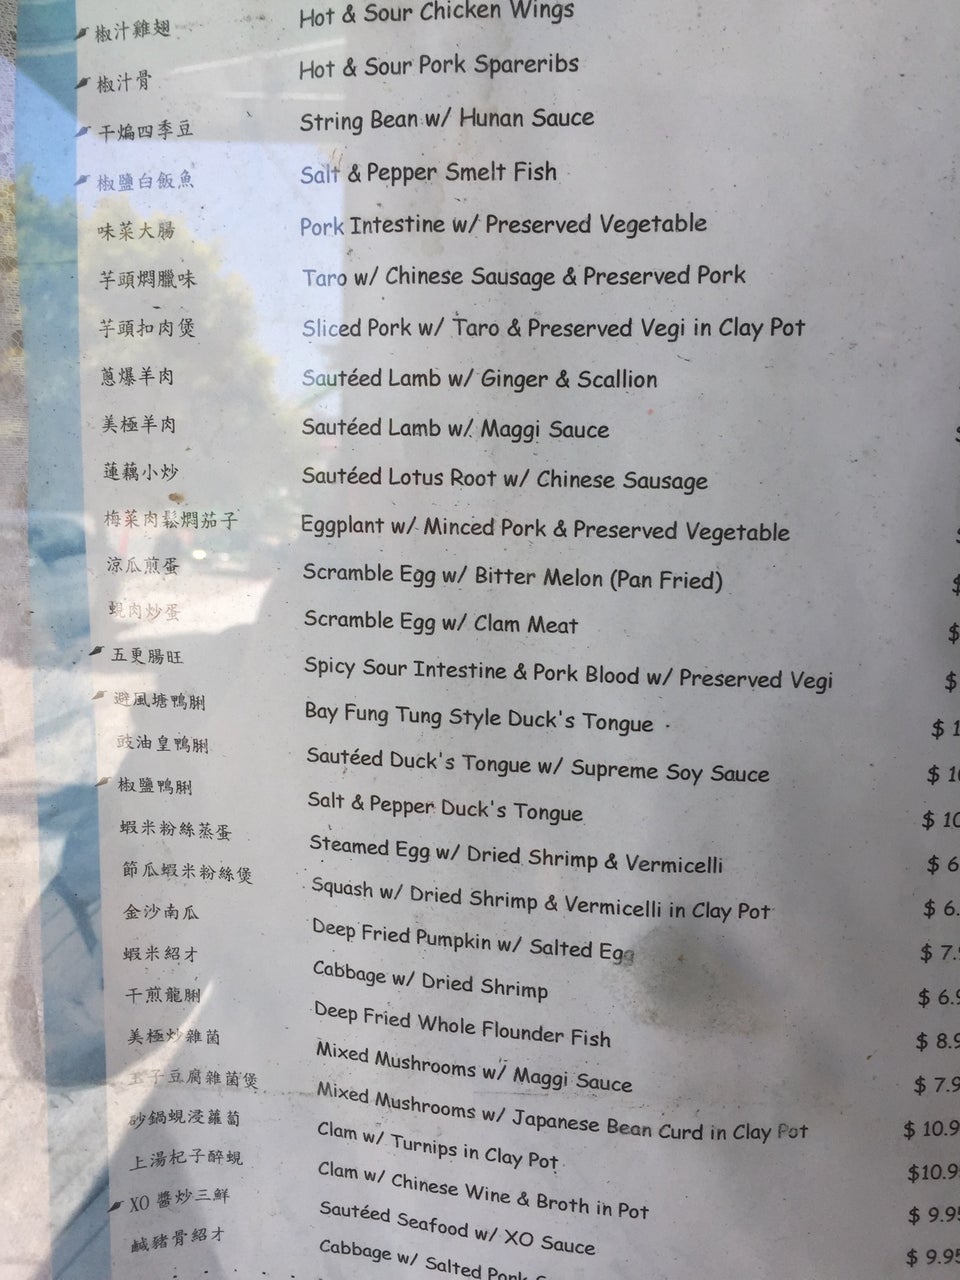 椒汁雞翅 Hot & Sour Chicken Wings
椒汁骨 Hot & Sour Pork Spareribs
干煸四季豆 String Bean w/ Hunan Sauce
椒鹽白飯魚 Salt & Pepper Smelt Fish
味菜大腸 Pork Intestine w/ Preserved Vegetable
芋頭燜臘味 Taro w/ Chinese Sausage & Preserved Pork
芋頭扣肉煲 Sliced Pork w/ Taro & Preserved Vegi in Clay Pot
蔥爆羊肉 Sautéed Lamb w/ Ginger & Scallion
美極羊肉 Sautéed Lamb w/ Maggi Sauce $
蓮藕小炒 Sautéed Lotus Root w/ Chinese Sausage
梅菜肉鬆燜茄子 Eggplant w/ Minced Pork & Preserved Vegetable $
涼瓜煎蛋 Scramble Egg w/ Bitter Melon (Pan Fried) $
蜆肉炒蛋 Scramble Egg w/ Clam Meat $
五更腸旺 Spicy Sour Intestine & Pork Blood w/ Preserved Vegi $
避風塘鴨脷 Bay Fung Tung Style Duck's Tongue $ 1
豉油皇鴨脷 Sautéed Duck's Tongue w/ Supreme Soy Sauce $ 10
椒鹽鴨脷 Salt & Pepper Duck's Tongue $ 10
蝦米粉絲蒸蛋 Steamed Egg w/ Dried Shrimp & Vermicelli $ 6
節瓜蝦米粉絲煲 Squash w/ Dried Shrimp & Vermicelli in Clay Pot $ 6.
金沙南瓜 Deep Fried Pumpkin w/ Salted Egg $ 7.9
蝦米紹才 Cabbage w/ Dried Shrimp $ 6.9
干煎龍脷 Deep Fried Whole Flounder Fish $ 8.9
美極炒雜菌 Mixed Mushrooms w/ Maggi Sauce $ 7.9
玉子豆腐雜菌煲 Mixed Mushrooms w/ Japanese Bean Curd in Clay Pot $ 10.9
砂鍋蜆浸蘿蔔 Clam w/ Turnips in Clay Pot $10.9
上湯杞子醉蜆 Clam w/ Chinese Wine & Broth in Pot $ 9.95
XO 醬炒三鮮 Sautéed Seafood w/ XO Sauce $ 9.95
鹹豬骨紹才 Cabbage w/ Salted Pork